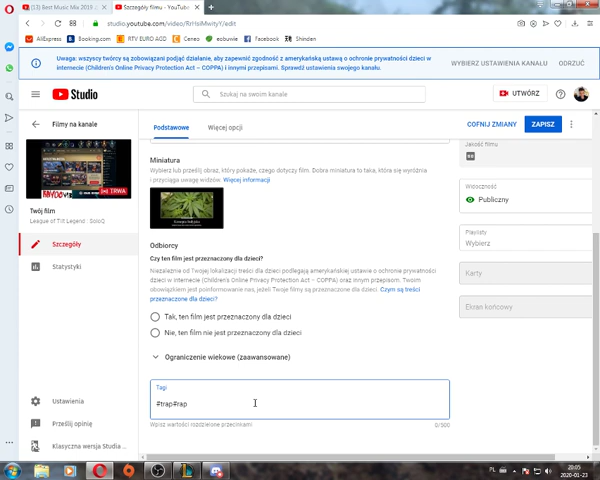 (53) Best Music Mix 2019
Szczegóły filmu - YouTube
studio.youtube.com/video/RrHsiMwityY/edit
AliExpress
Booking.com
RTV EURO AGD
Ceneo
eobuwie
Facebook
Shinden
Uwaga: wszyscy twórcy są zobowiązani podjąć działanie, aby zapewnić zgodność z amerykańską ustawą o ochronie prywatności dzieci w
internecie (Children's Online Privacy Protection Act – COPPA) i innymi przepisami. Sprawdź ustawienia swojego kanału.
WYBIERZ USTAWIENIA KANAŁU
ODRZUĆ
Studio
Szukaj na swoim kanale
UTWÓRZ
Filmy na kanale
Podstawowe
Więcej opcji
COFNIJ ZMIANY
ZAPISZ
TRWA
Twój film
League of Tilt Legend : SoloQ
Szczegóły
Statystyki
Ustawienia
Prześlij opinię
Klasyczna wersja Studia ...
Miniatura
Wybierz lub prześlij obraz, który pokaże, czego dotyczy film. Dobra miniatura to taka, która się wyróżnia
i przyciąga uwagę widzów. Więcej informacji
Odbiorcy
Czy ten film jest przeznaczony dla dzieci?
Niezależnie od Twojej lokalizacji treści dla dzieci podlegają amerykańskiej ustawie o ochronie prywatności
dzieci w internecie (Children's Online Privacy Protection Act – COPPA) oraz innym przepisom. Twoim
obowiązkiem jest poinformowanie nas, jeżeli Twoje filmy są przeznaczone dla dzieci. Czym są treści
przeznaczone dla dzieci?
Tak, ten film jest przeznaczony dla dzieci
Nie, ten film nie jest przeznaczony dla dzieci
Ograniczenie wiekowe (zaawansowane)
Tagi
#trap#rap
Wpisz wartości rozdzielone przecinkami
0/500
Jakość filmu
Widoczność
Publiczny
Playlisty
Wybierz
Karty
Ekran końcowy
PL
20:05
2020-01-23